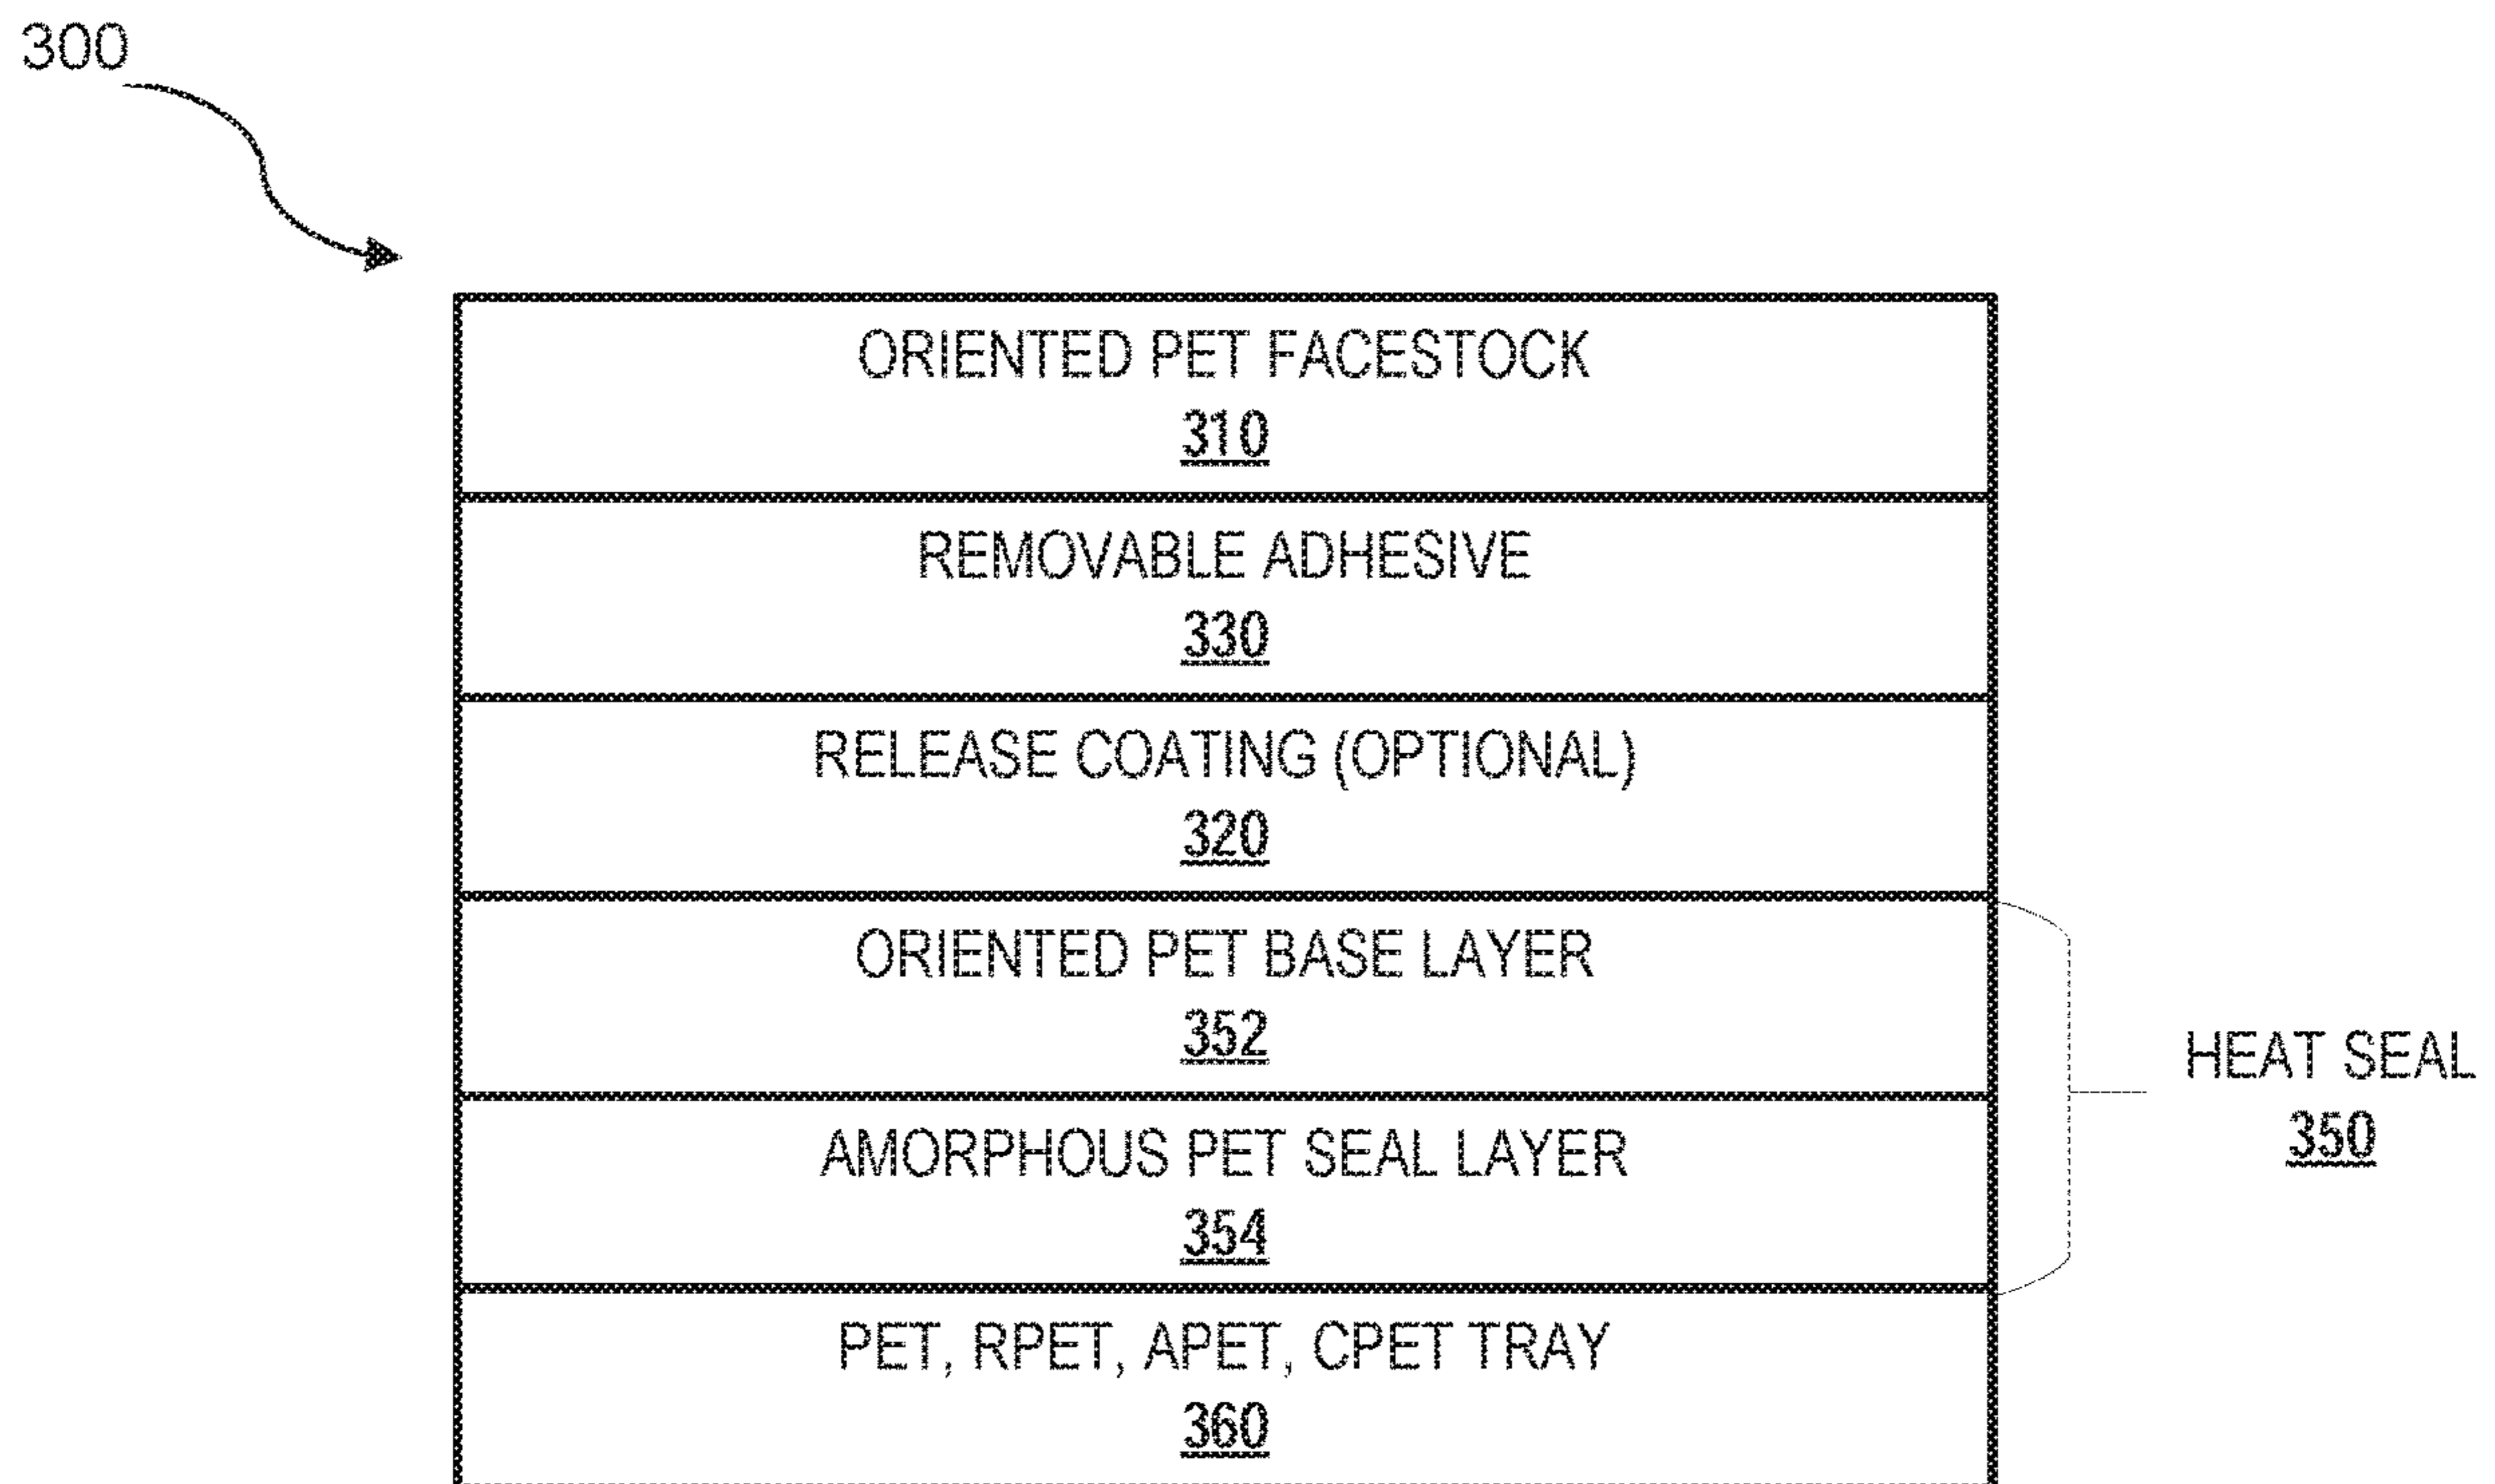 300
ORIENTED PET FACESTOCK
310
REMOVABLE ADHESIVE
330
RELEASE COATING (OPTIONAL)
320
ORIENTED PET BASE LAYER
352
HEAT SEAL
350
AMORPHOUS PET SEAL LAYER
354
PET, RPET, APET, CPET TRAY
360